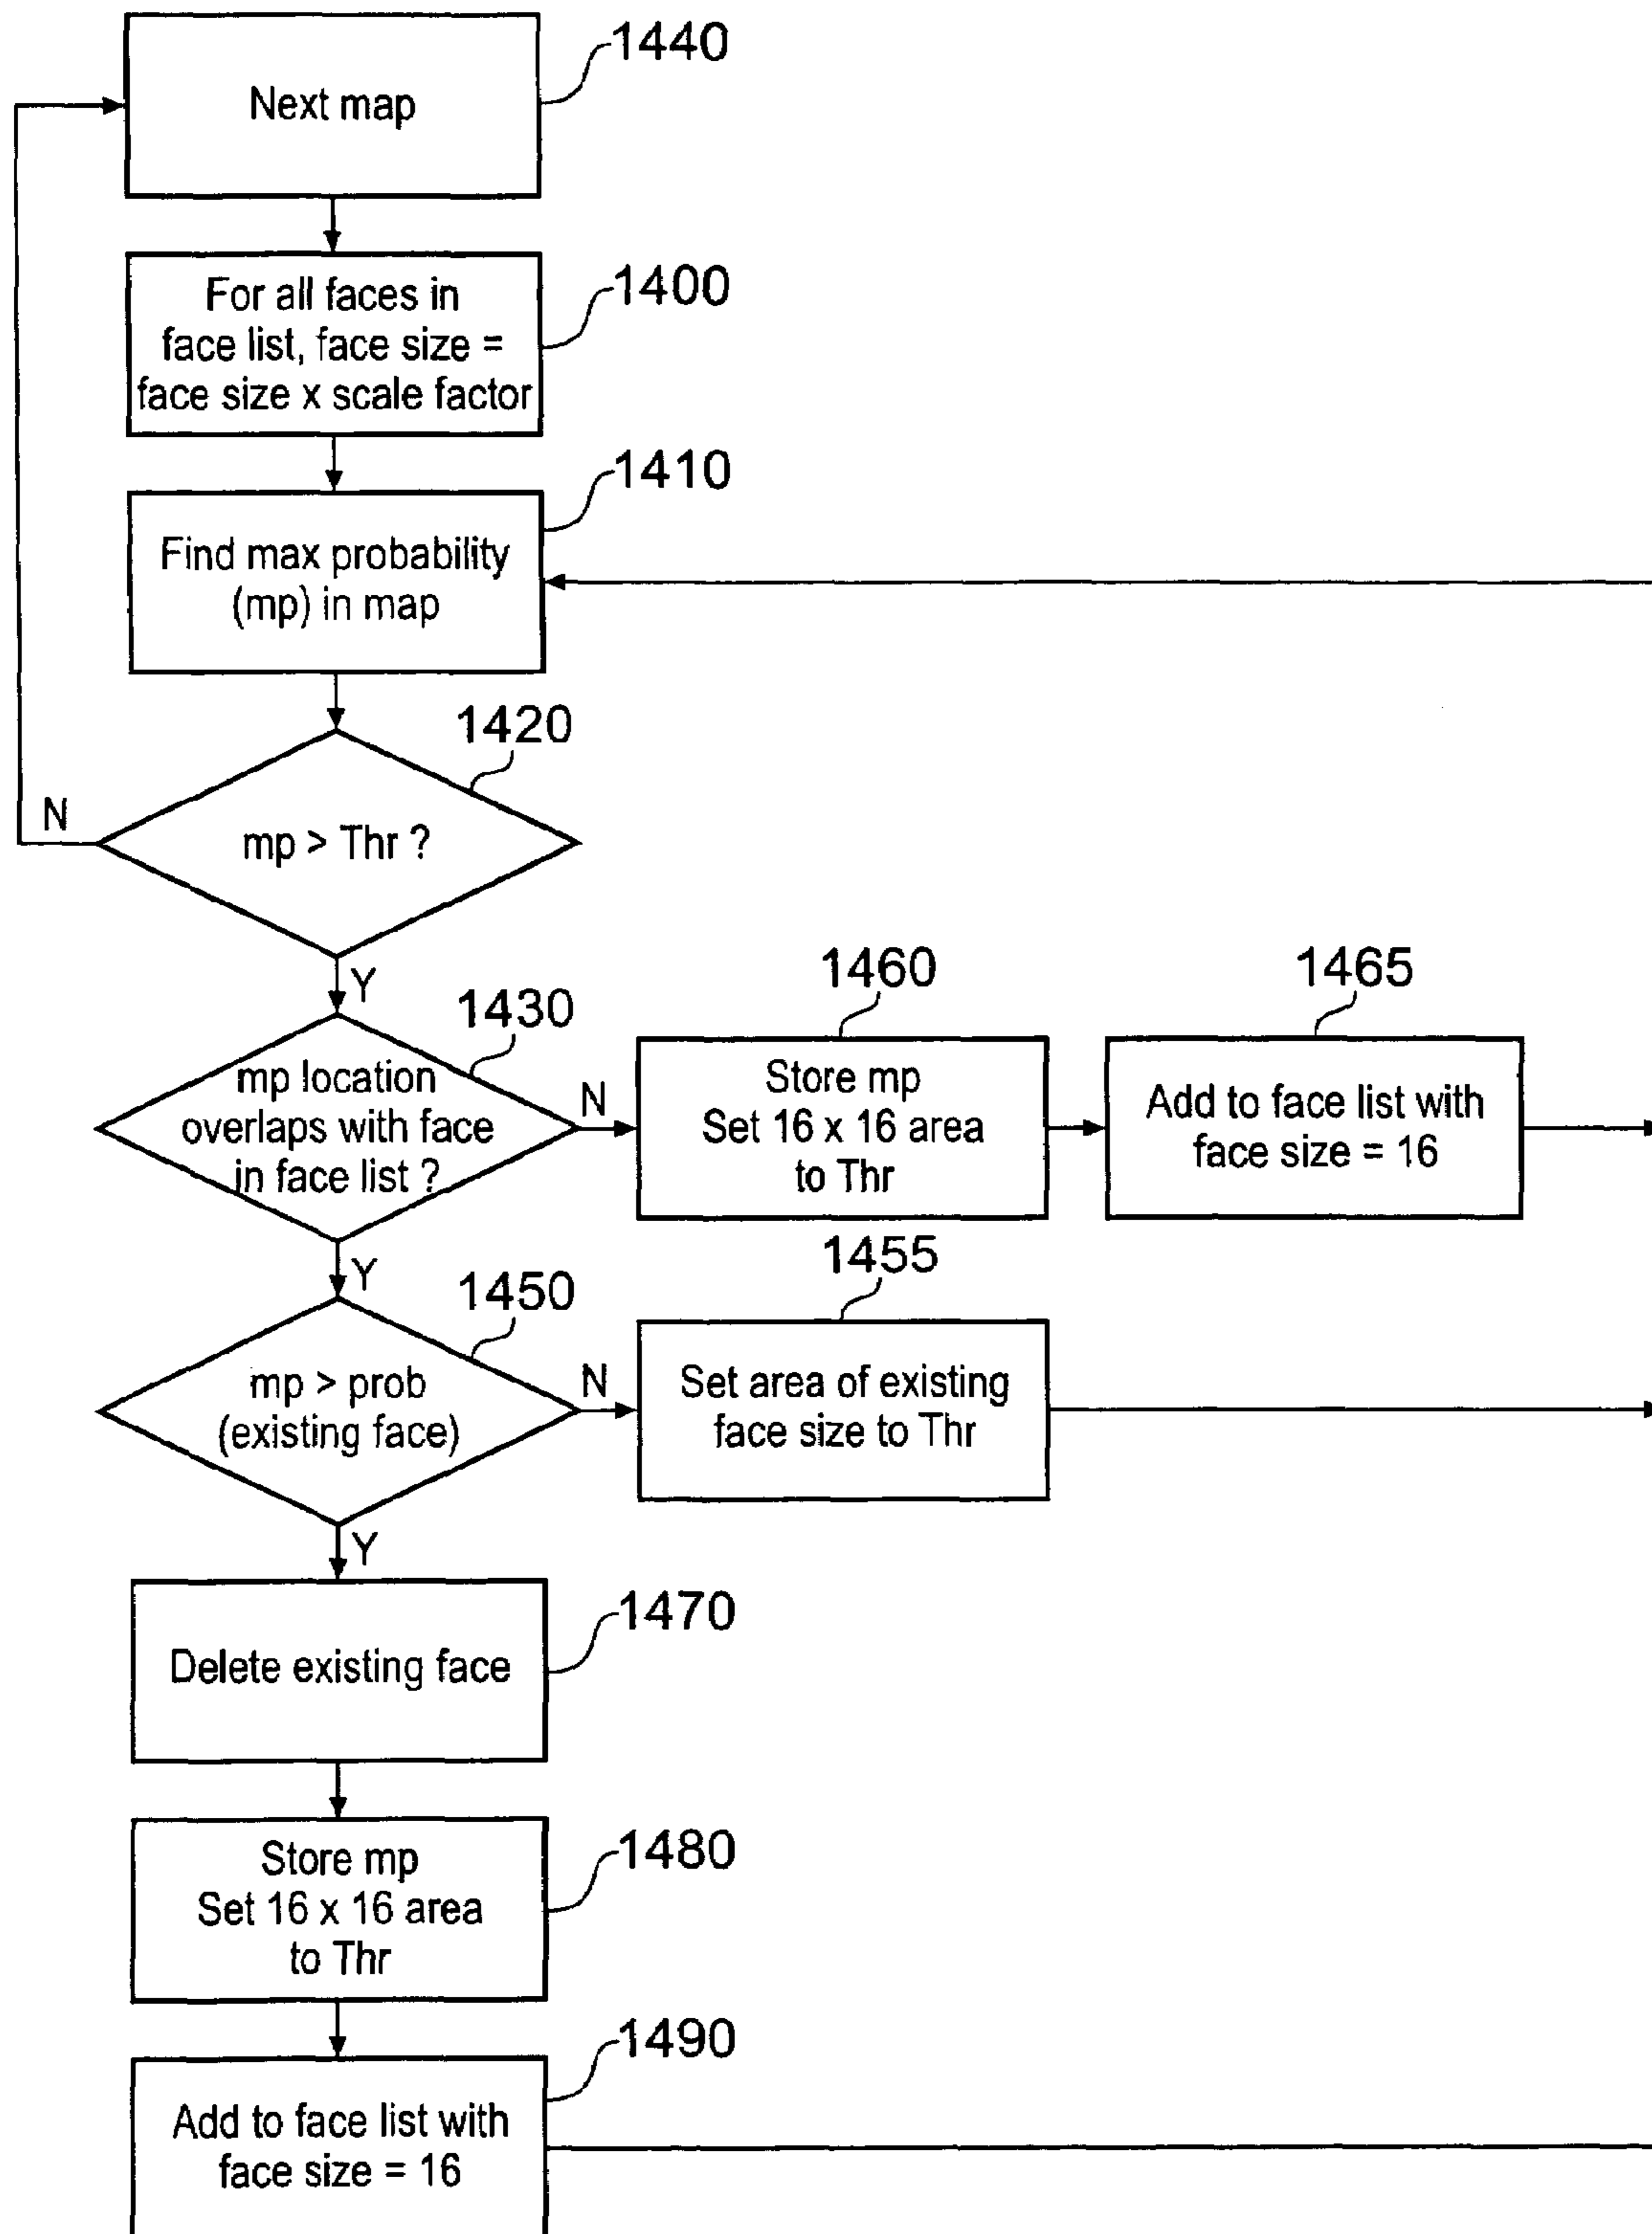 1440
Next map
1400
For all faces in
face list, face size =
face size x scale factor
1410
Find max probability
(mp) in map
1420
mp > Thr ?
N
Y
1430
mp location
overlaps with face
in face list ?
N
1460
Store mp
Set 16 x 16 area
to Thr
1465
Add to face list with
face size = 16
Y
1450
mp > prob
(existing face)
N
1455
Set area of existing
face size to Thr
Y
1470
Delete existing face
1480
Store mp
Set 16 x 16 area
to Thr
1490
Add to face list with
face size = 16